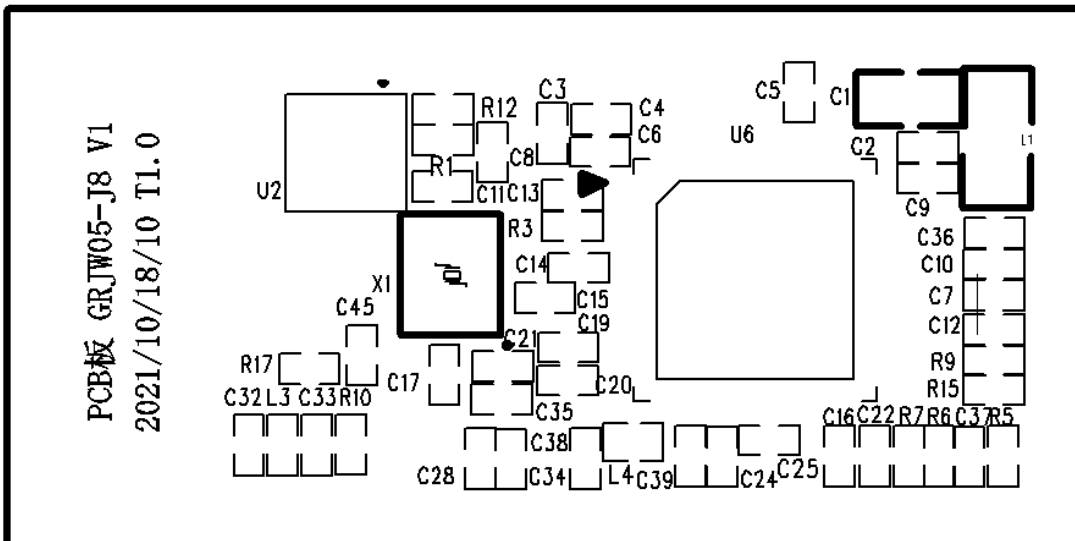 PCB板 GRJW05-J8 V1
2021/10/18/10 T1.0
R12
C3
C4
C6
C5
C1
U6
C2
L1
C8
R1
U2
C11
C13
C9
R3
C36
C14
C10
X1
C15
C7
C45
C19
C12
C21
R17
C17
C20
R9
R15
C32
L3
C33
R10
C35
C38
C16
C22
R7
R6
C37
R5
C28
C34
L4
C39
C24
C25